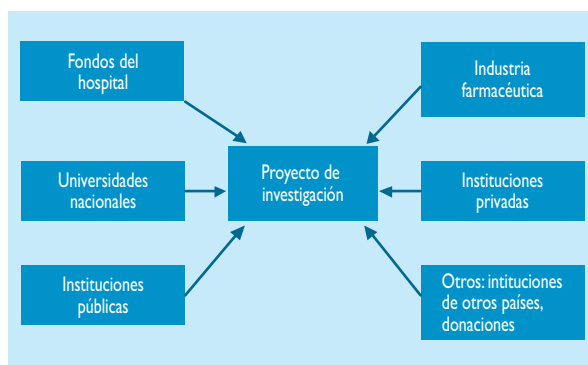 Fondos del
hospital
Industria
farmacéutica
Universidades
nacionales
Proyecto de
investigación
Instituciones
privadas
Instituciones
públicas
Otros: intituciones
de otros países,
donaciones